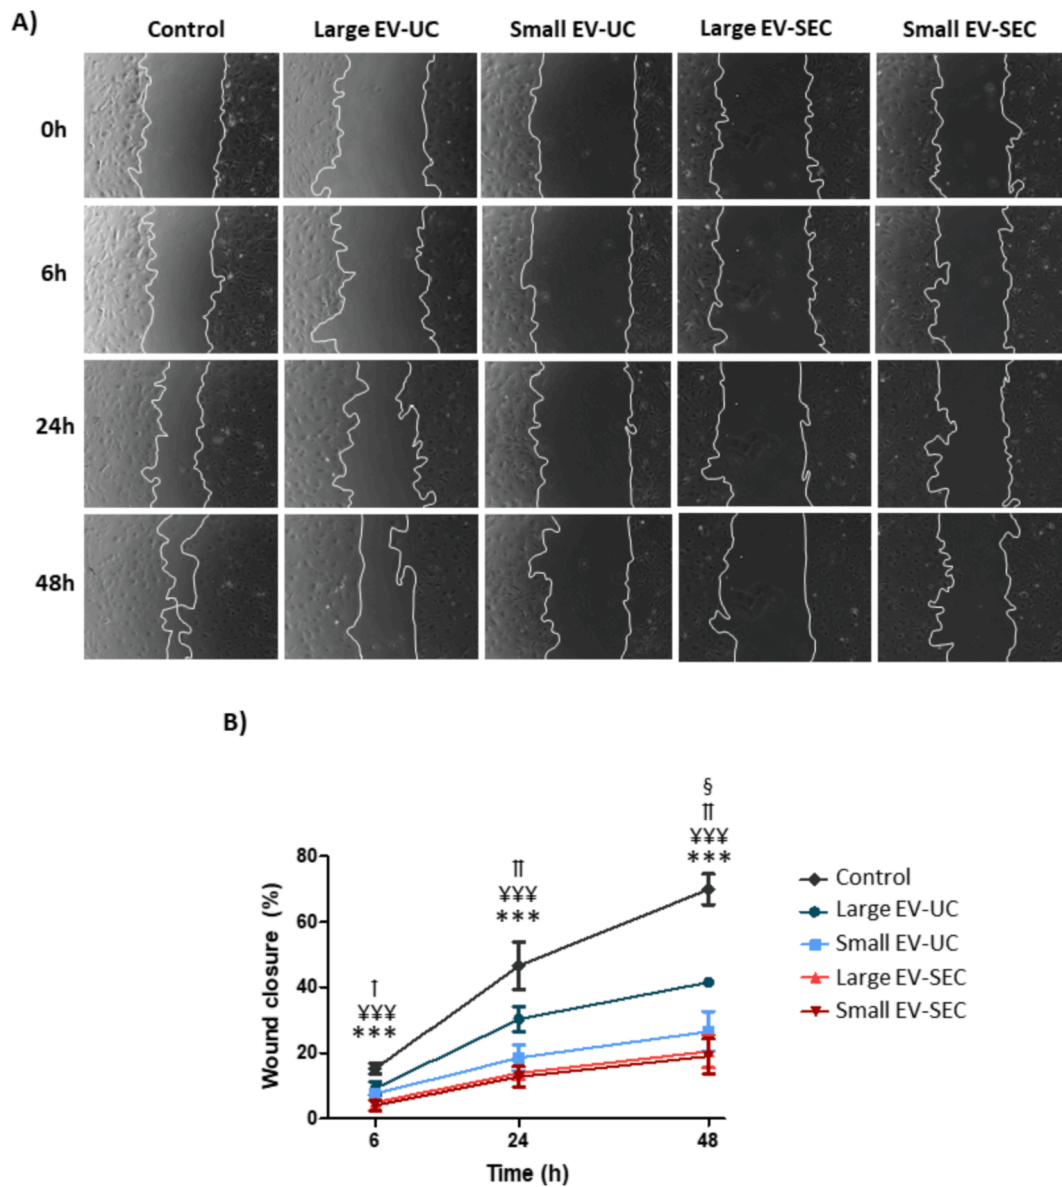 A)
Control Large EV-UC Small EV-UC Large EV-SEC Small EV-SEC
0h
6h
24h
48h
B)
§
⇈
¥¥¥
***
⇈
¥¥¥
***
↑
¥¥¥
***
80
60
40
20
0
Wound closure (%)
6 24 48
Time (h)
Control
Large EV-UC
Small EV-UC
Large EV-SEC
Small EV-SEC